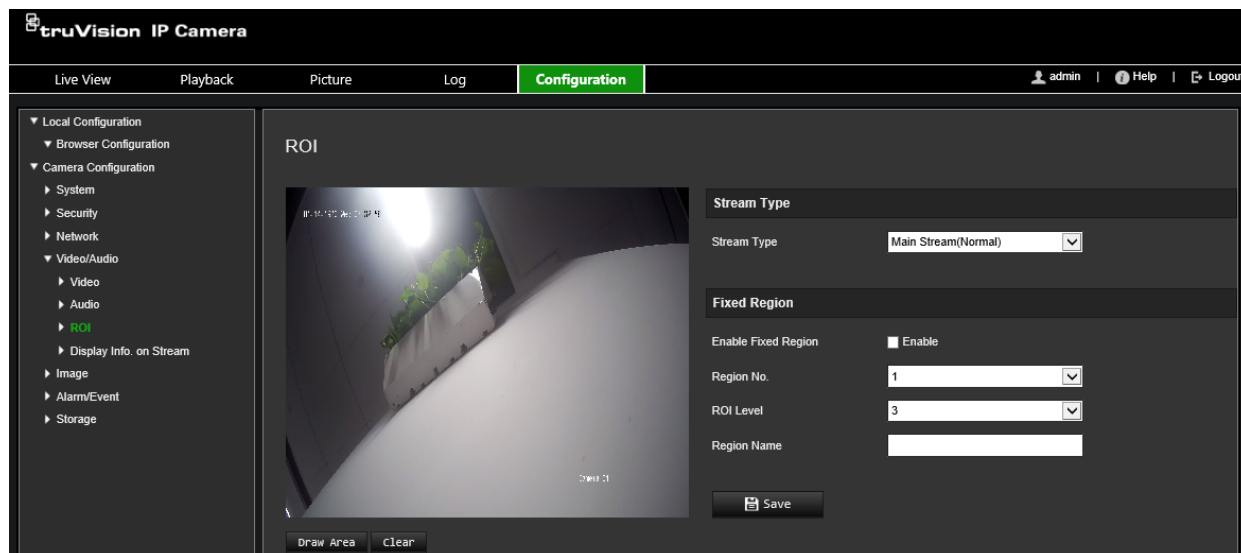 truVision IP Camera
Live View Playback Picture Log Configuration admin | Help | Logou
Local Configuration
Browser Configuration
Camera Configuration
System
Security
Network
Video/Audio
Video
Audio
ROI
Display Info. on Stream
Image
Alarm/Event
Storage
ROI
Camera 01
Draw Area Clear
Stream Type
Stream Type Main Stream(Normal)
Fixed Region
Enable Fixed Region Enable
Region No. 1
ROI Level 3
Region Name
Save